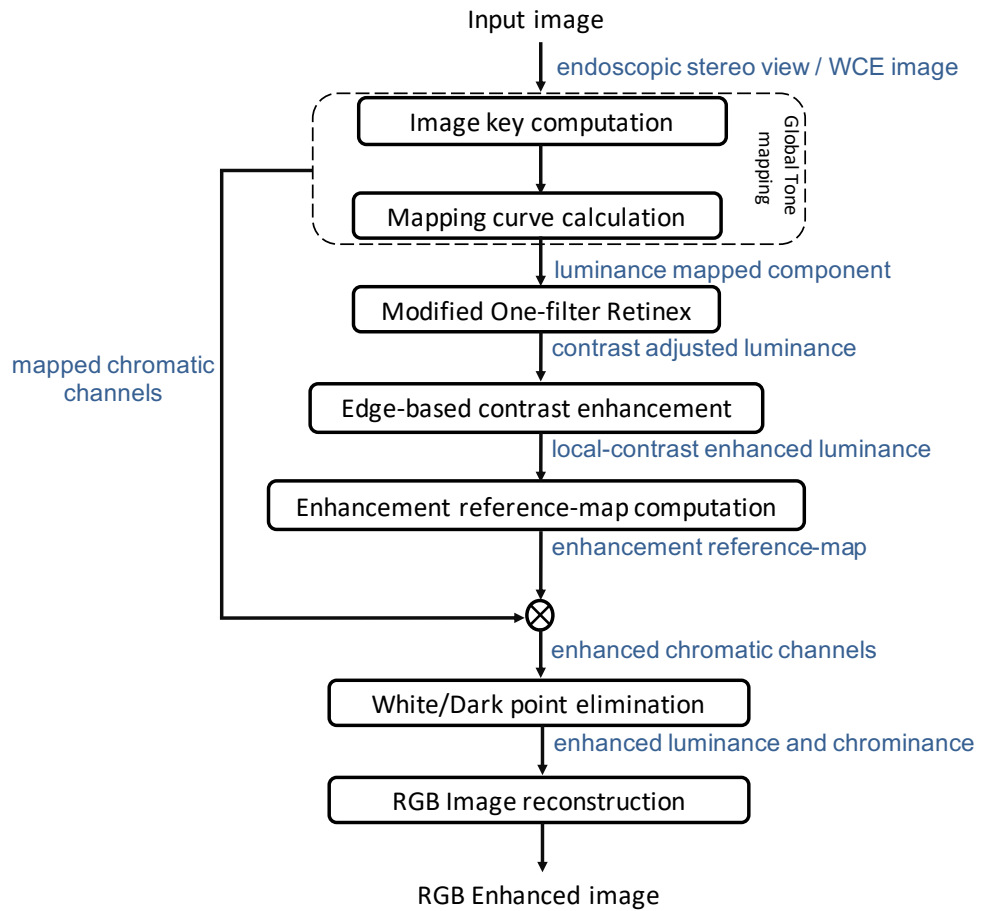 Input image
endoscopic stereo view / WCE image
Image key computation
Global Tone
mapping
Mapping curve calculation
luminance mapped component
Modified One-filter Retinex
contrast adjusted luminance
mapped chromatic
channels
Edge-based contrast enhancement
local-contrast enhanced luminance
Enhancement reference-map computation
enhancement reference-map
enhanced chromatic channels
White/Dark point elimination
enhanced luminance and chrominance
RGB Image reconstruction
RGB Enhanced image